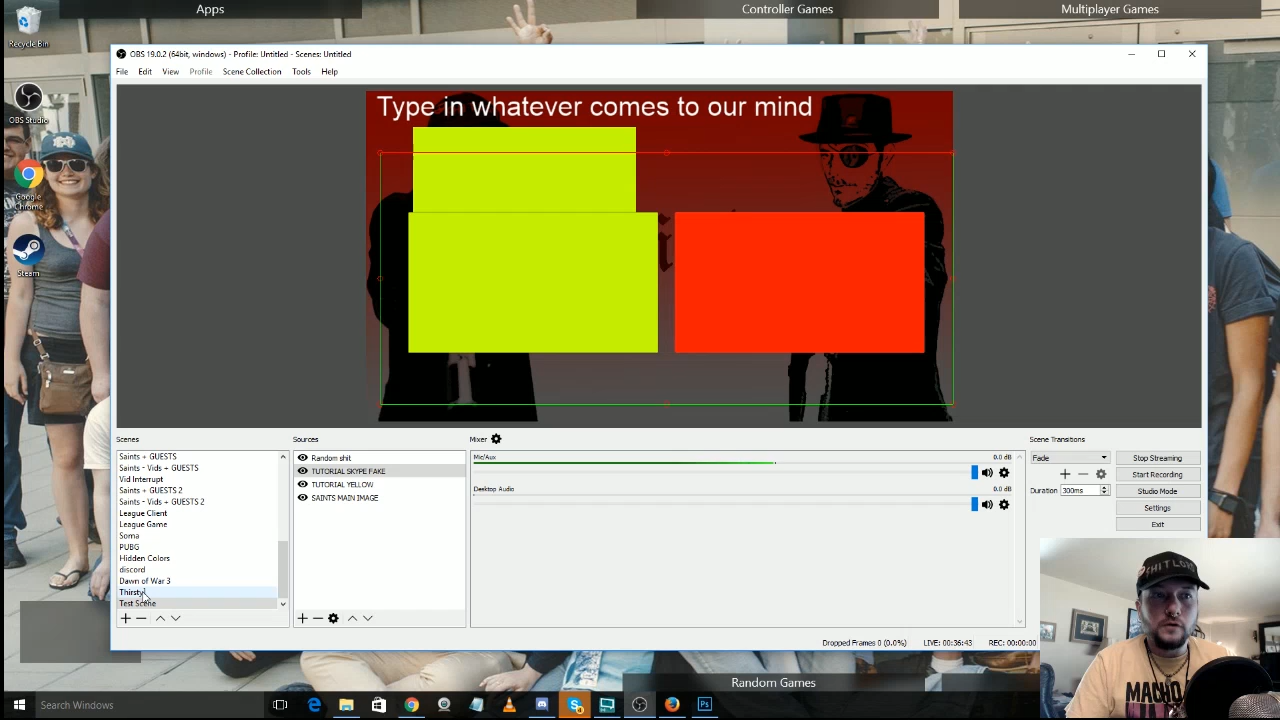 Apps
Controller Games
Multiplayer Games
Recycle Bin
OBS 19.0.2 (64bit, windows) - Profile: Untitled - Scenes: Untitled
File Edit View Profile Scene Collection Tools Help
OBS Studio
Google Chrome
Steam
Type in whatever comes to our mind
Scenes
Saints + GUESTS
Saints - Vids + GUESTS
Vid Interrupt
Saints + GUESTS 2
Saints - Vids + GUESTS 2
League Client
League Game
Soma
PUBG
Hidden Colors
discord
Dawn of War 3
Thirsty!
Test Scene
Sources
Random shit
TUTORIAL SKYPE FAKE
TUTORIAL YELLOW
SAINTS MAIN IMAGE
Mixer
Mic/Aux
0.0 dB
Desktop Audio
0.0 dB
Scene Transitions
Fade
Duration 300ms
Stop Streaming
Start Recording
Studio Mode
Settings
Exit
Dropped Frames 0 (0.0%) LIVE: 00:36:43 REC: 00:00:00
MACHO
Random Games
Search Windows